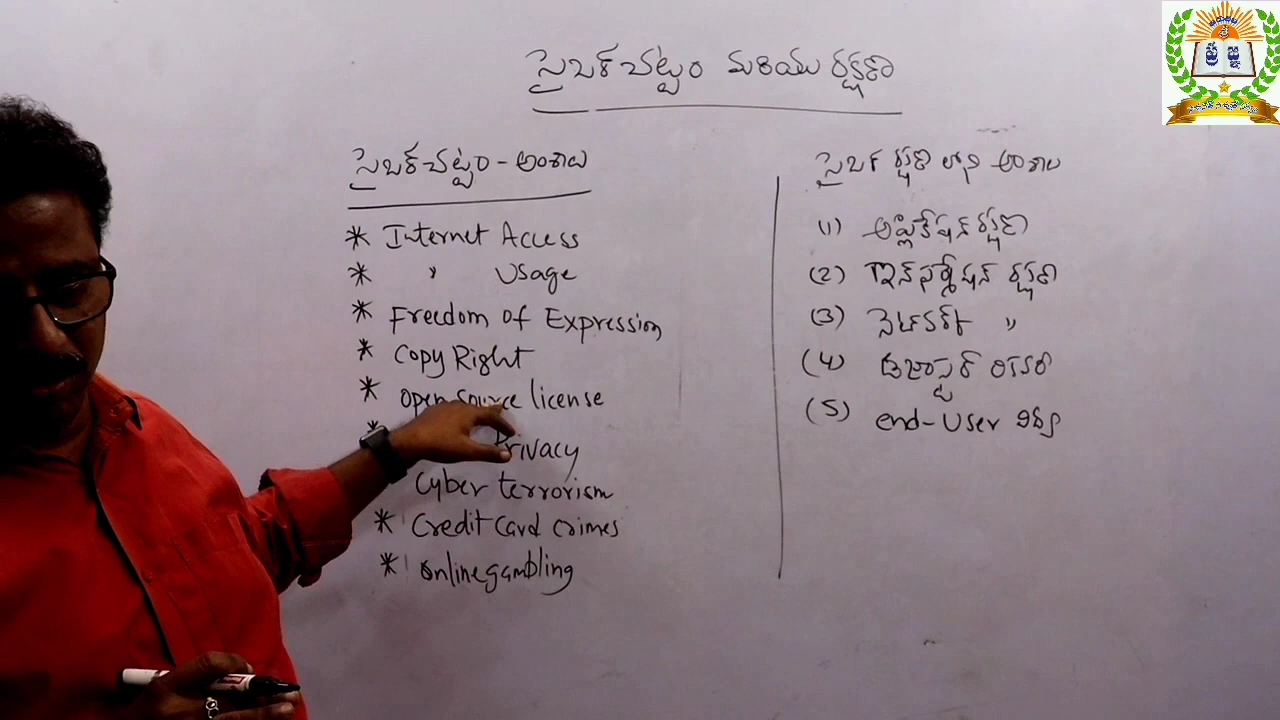 సైబర్ చట్టం మరియు రక్షణ
సైబర్ చట్టం - అంశాలు
* Internet Access
* " Usage
* Freedom of Expression
* Copy Right
* Open source license
* Privacy
Cyber terrorism
* Credit Card crimes
* Online gambling
సైబర్ రక్షణ లోని అంశాలు
(1) అప్లికేషన్ రక్షణ
(2) ఇన్ఫర్మేషన్ రక్షణ
(3) నెట్‌వర్క్ "
(4) డిజాస్టర్ రికవరీ
(5) end-User విద్య